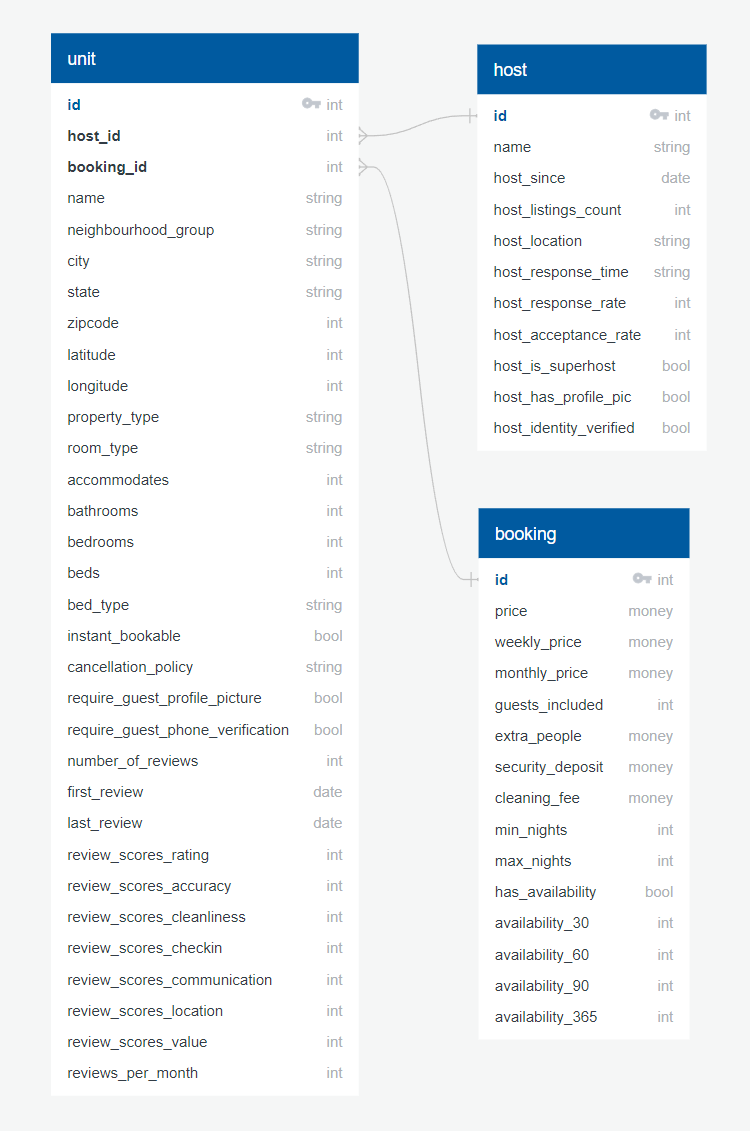 unit
id int
host_id int
booking_id int
name string
neighbourhood_group string
city string
state string
zipcode int
latitude int
longitude int
property_type string
room_type string
accommodates int
bathrooms int
bedrooms int
beds int
bed_type string
instant_bookable bool
cancellation_policy string
require_guest_profile_picture bool
require_guest_phone_verification bool
number_of_reviews int
first_review date
last_review date
review_scores_rating int
review_scores_accuracy int
review_scores_cleanliness int
review_scores_checkin int
review_scores_communication int
review_scores_location int
review_scores_value int
reviews_per_month int
host
id int
name string
host_since date
host_listings_count int
host_location string
host_response_time string
host_response_rate int
host_acceptance_rate int
host_is_superhost bool
host_has_profile_pic bool
host_identity_verified bool
booking
id int
price money
weekly_price money
monthly_price money
guests_included int
extra_people money
security_deposit money
cleaning_fee money
min_nights int
max_nights int
has_availability bool
availability_30 int
availability_60 int
availability_90 int
availability_365 int